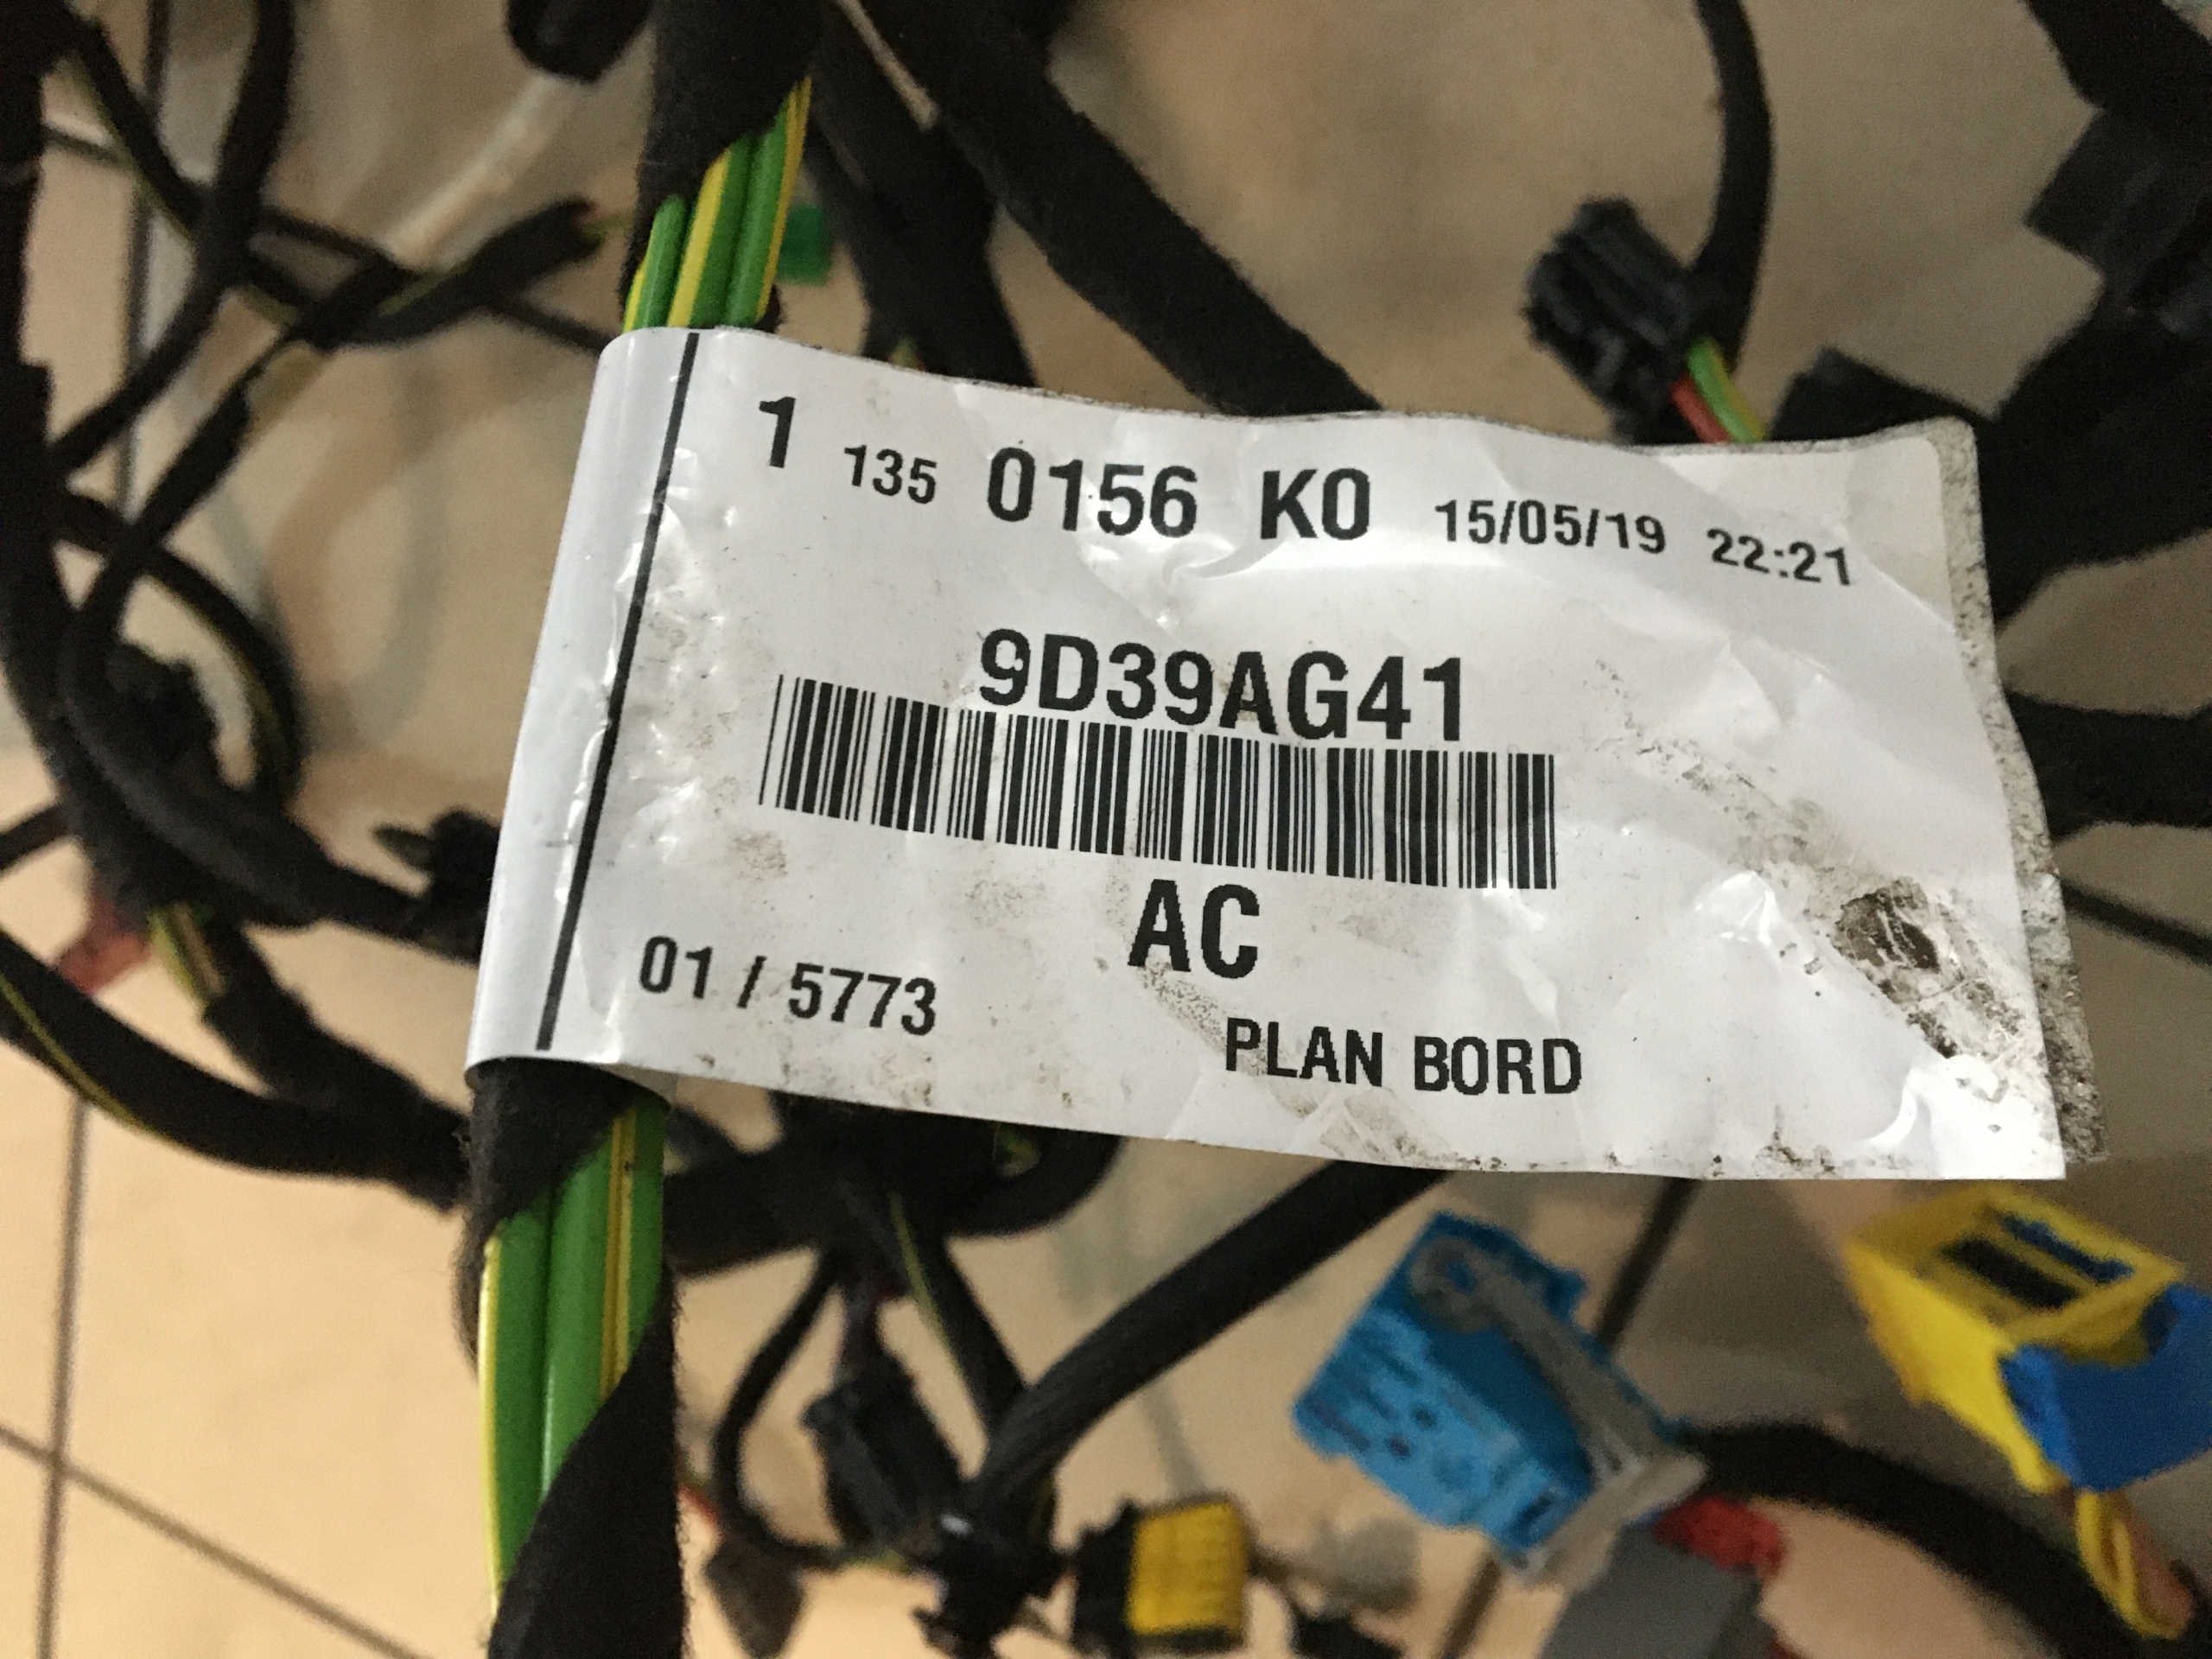 1 135 0156 K0 15/05/19 22:21
9D39AG41
AC
01 / 5773
PLAN BORD